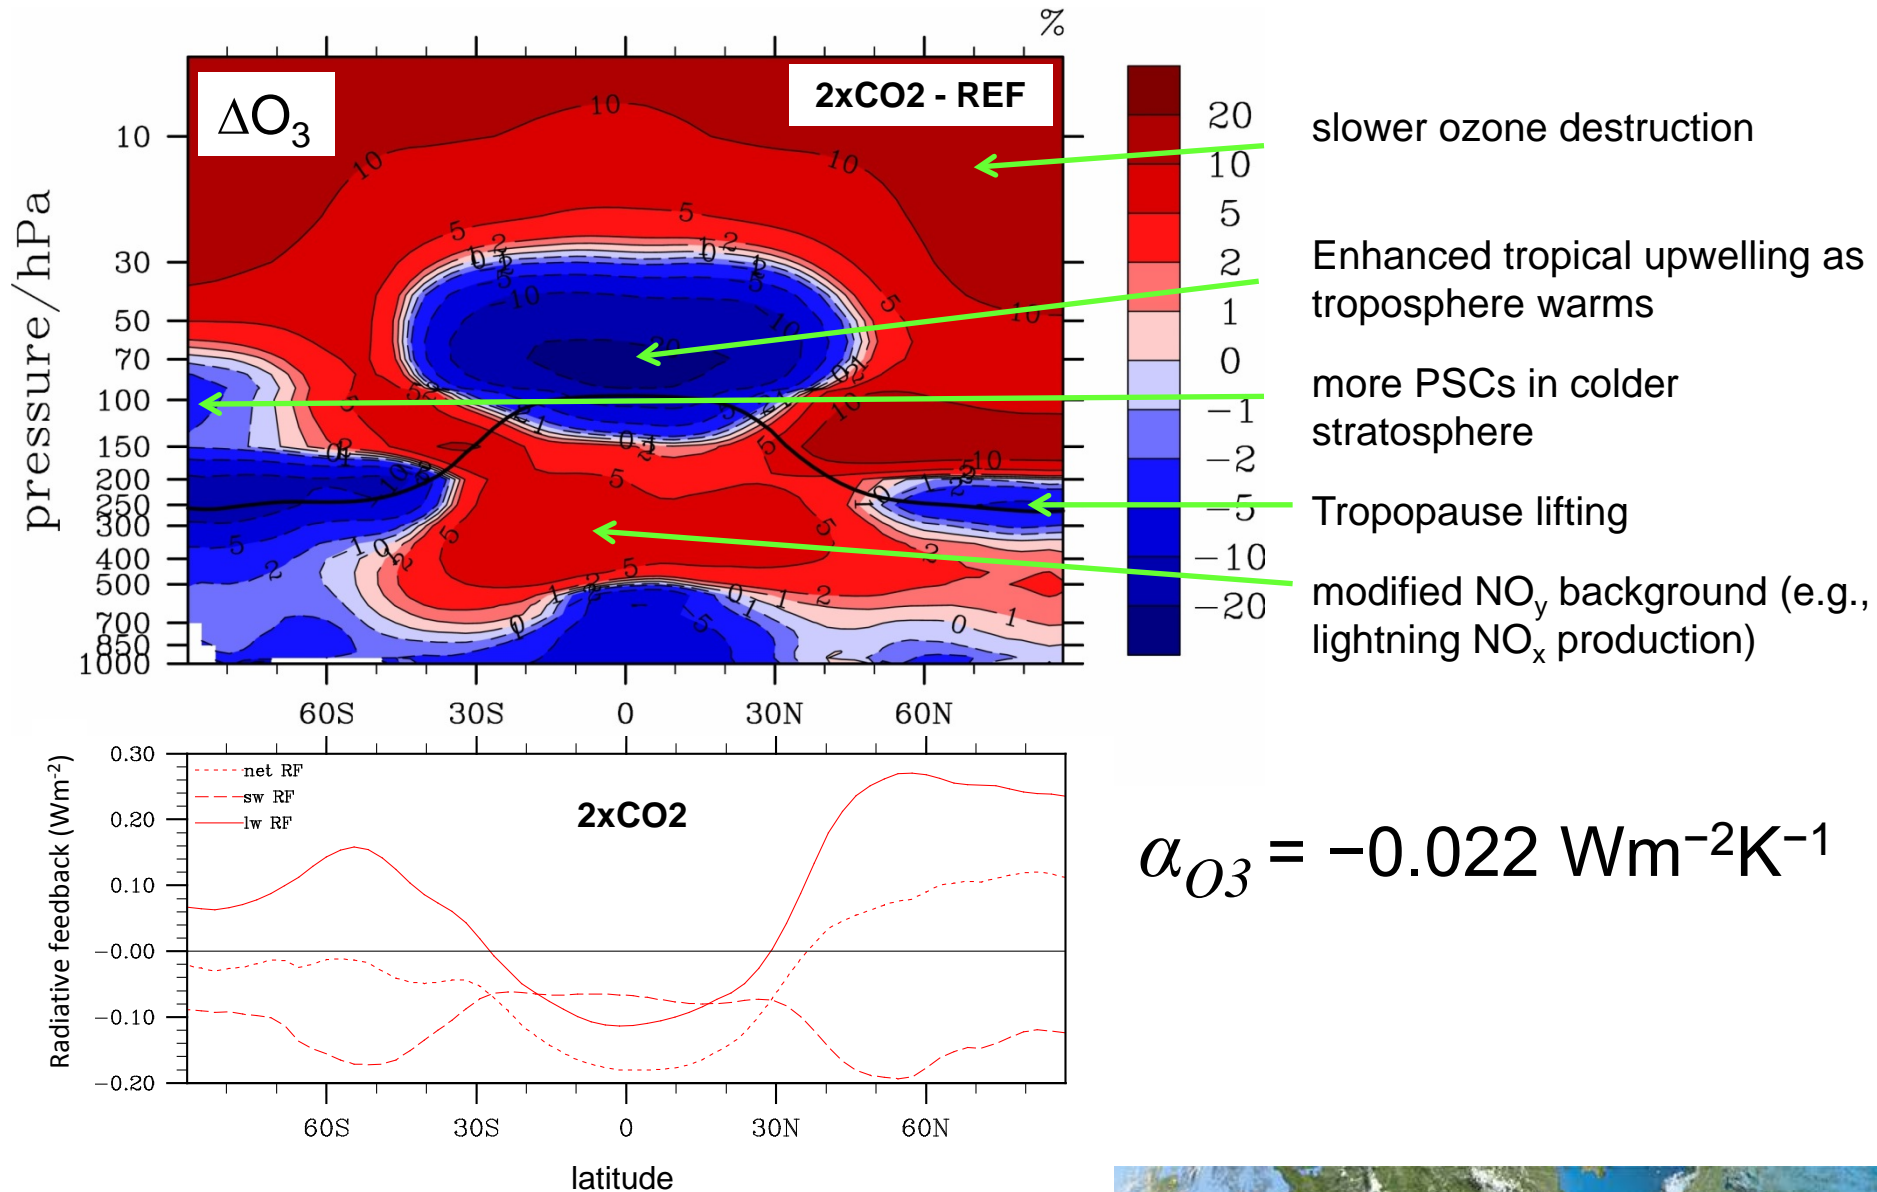 %
ΔO3
2xCO2 - REF
10
30
50
70
100
150
200
250
300
400
500
700
850
1000
pressure/hPa
60S
30S
0
30N
60N
20
10
5
2
1
0
−1
−2
−5
−10
−20
slower ozone destruction
Enhanced tropical upwelling as
troposphere warms
more PSCs in colder
stratosphere
Tropopause lifting
modified NOy background (e.g.,
lightning NOx production)
0.30
0.20
0.10
−0.00
−0.10
−0.20
Radiative feedback (Wm-2)
net RF
sw RF
lw RF
2xCO2
60S
30S
0
30N
60N
latitude
αO3 = −0.022 Wm−2K−1